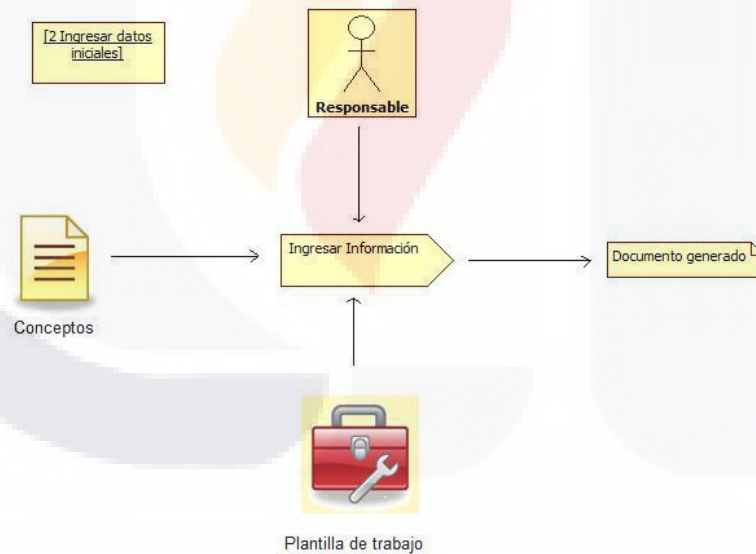 [2 Ingresar datos
iniciales]
Responsable
Ingresar Información
Documento generado
Conceptos
Plantilla de trabajo